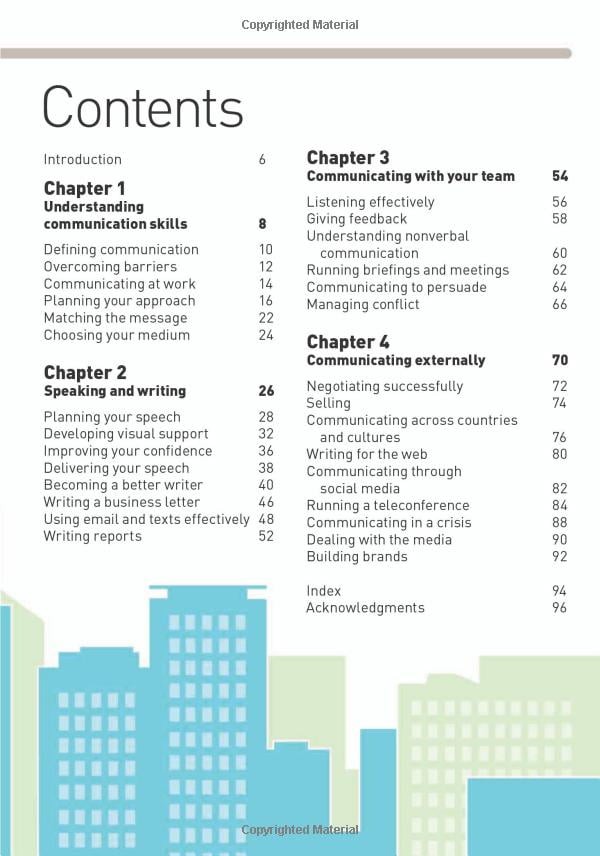 Copyrighted Material
Contents
Introduction 6
Chapter 1
Understanding
communication skills 8
Defining communication 10
Overcoming barriers 12
Communicating at work 14
Planning your approach 16
Matching the message 22
Choosing your medium 24
Chapter 2
Speaking and writing 26
Planning your speech 28
Developing visual support 32
Improving your confidence 36
Delivering your speech 38
Becoming a better writer 40
Writing a business letter 46
Using email and texts effectively 48
Writing reports 52
Chapter 3
Communicating with your team 54
Listening effectively 56
Giving feedback 58
Understanding nonverbal
communication 60
Running briefings and meetings 62
Communicating to persuade 64
Managing conflict 66
Chapter 4
Communicating externally 70
Negotiating successfully 72
Selling 74
Communicating across countries
and cultures 76
Writing for the web 80
Communicating through
social media 82
Running a teleconference 84
Communicating in a crisis 88
Dealing with the media 90
Building brands 92
Index 94
Acknowledgments 96
Copyrighted Material